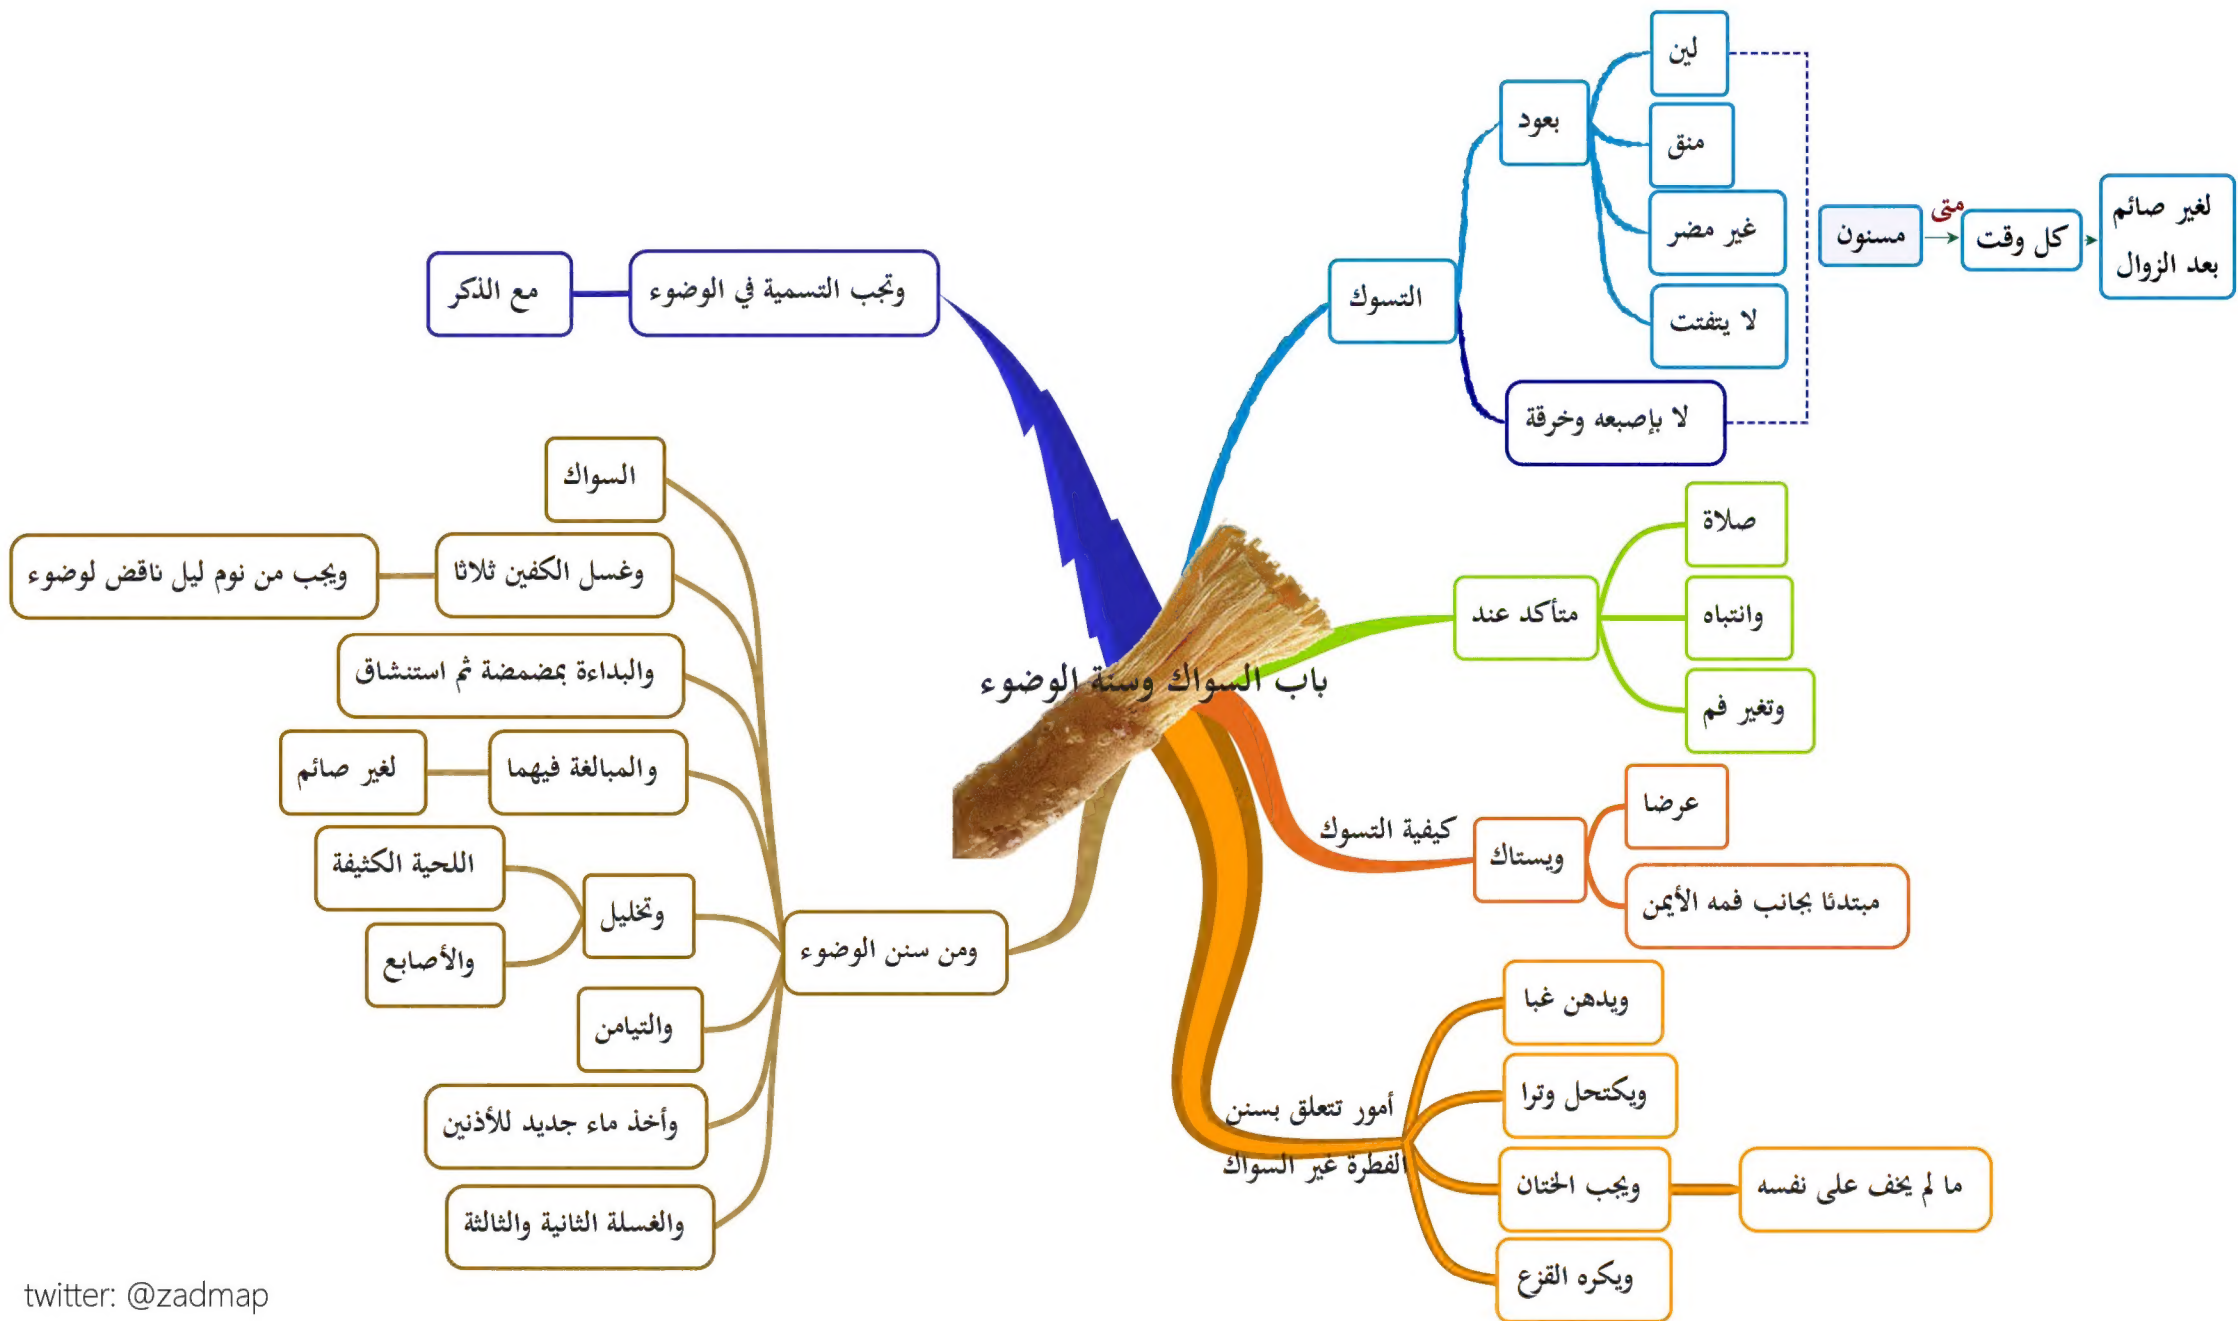 باب السواك وسنة الوضوء
التسوك
بعود
لين
منق
غير مضر
لا يتفتت
لا بإصبعه وخرقة
مسنون
متى
كل وقت
لغير صائم
بعد الزوال
متأكد عند
صلاة
وانتباه
وتغير فم
كيفية التسوك
ويستاك
عرضا
مبتدئا بجانب فمه الأيمن
أمور تتعلق بسنن
الفطرة غير السواك
ويدهن غبا
ويكتحل وترا
ويجب الختان
ما لم يخف على نفسه
ويكره القزع
وتجب التسمية في الوضوء
مع الذكر
ومن سنن الوضوء
السواك
وغسل الكفين ثلاثا
ويجب من نوم ليل ناقض لوضوء
والبداءة بمضمضة ثم استنشاق
والمبالغة فيهما
لغير صائم
وتخليل
اللحية الكثيفة
والأصابع
والتيامن
وأخذ ماء جديد للأذنين
والغسلة الثانية والثالثة
twitter: @zadmap